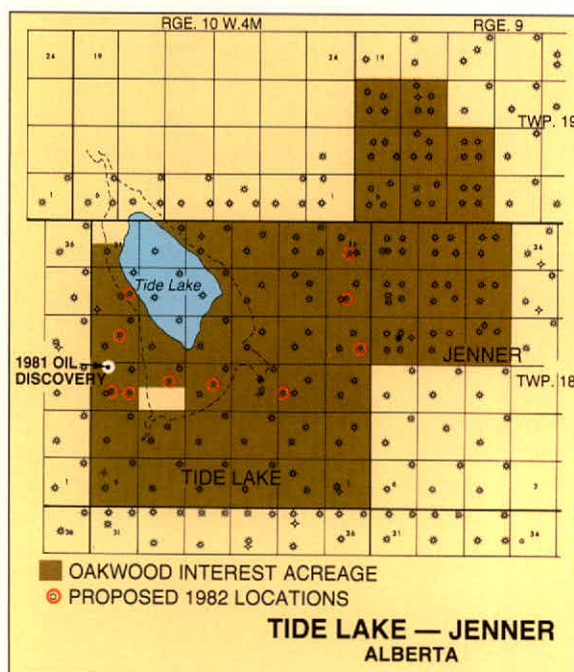 RGE. 10 W.4M RGE. 9
24 19 24 19
TWP. 19
1 6 1
36 31 35 34
Tide Lake
1981 OIL
DISCOVERY
JENNER
TWP. 18
TIDE LAKE
1 6 1 6
36 31 36 31 34
OAKWOOD INTEREST ACREAGE
PROPOSED 1982 LOCATIONS
TIDE LAKE — JENNER
ALBERTA